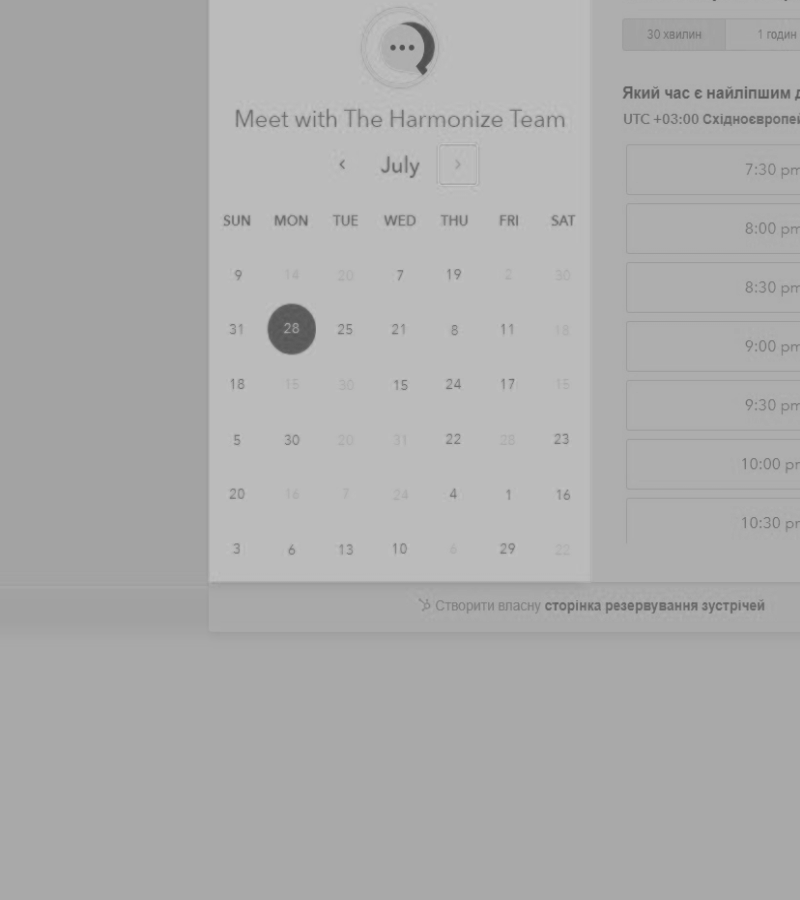 Meet with The Harmonize Team
‹ July ›
SUN MON TUE WED THU FRI SAT
9 14 20 7 19 2 30
31 28 25 21 8 11 18
18 15 30 15 24 17 15
5 30 20 31 22 28 23
20 16 7 24 4 1 16
3 6 13 10 6 29 22
30 хвилин 1 годин
Який час є найліпшим
UTC +03:00 Східноєвропей
7:30 pm
8:00 pm
8:30 pm
9:00 pm
9:30 pm
10:00 pm
10:30 pm
Створити власну сторінка резервування зустрічей